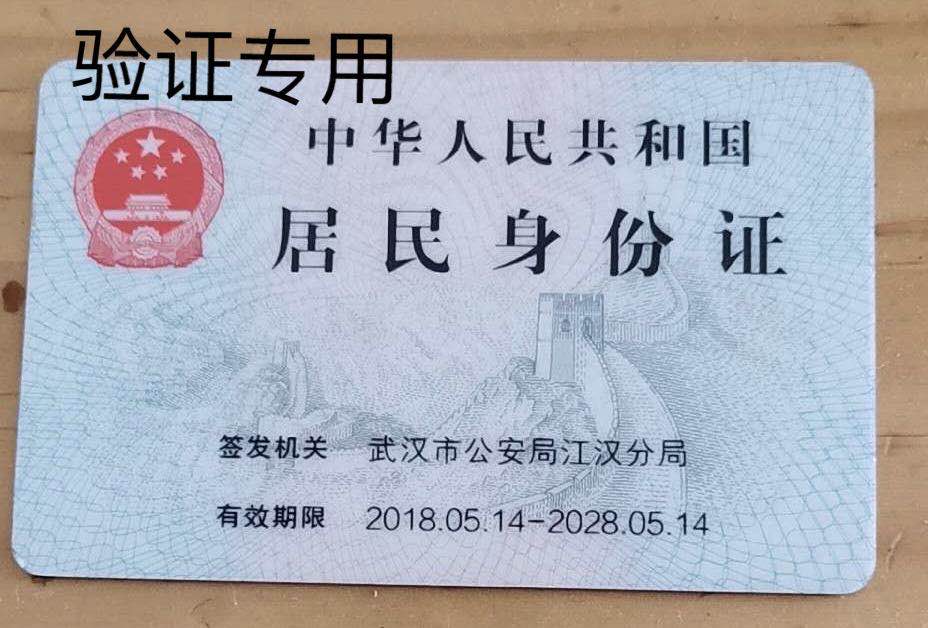 验证专用
中华人民共和国
居民身份证
签发机关 武汉市公安局江汉分局
有效期限 2018.05.14-2028.05.14